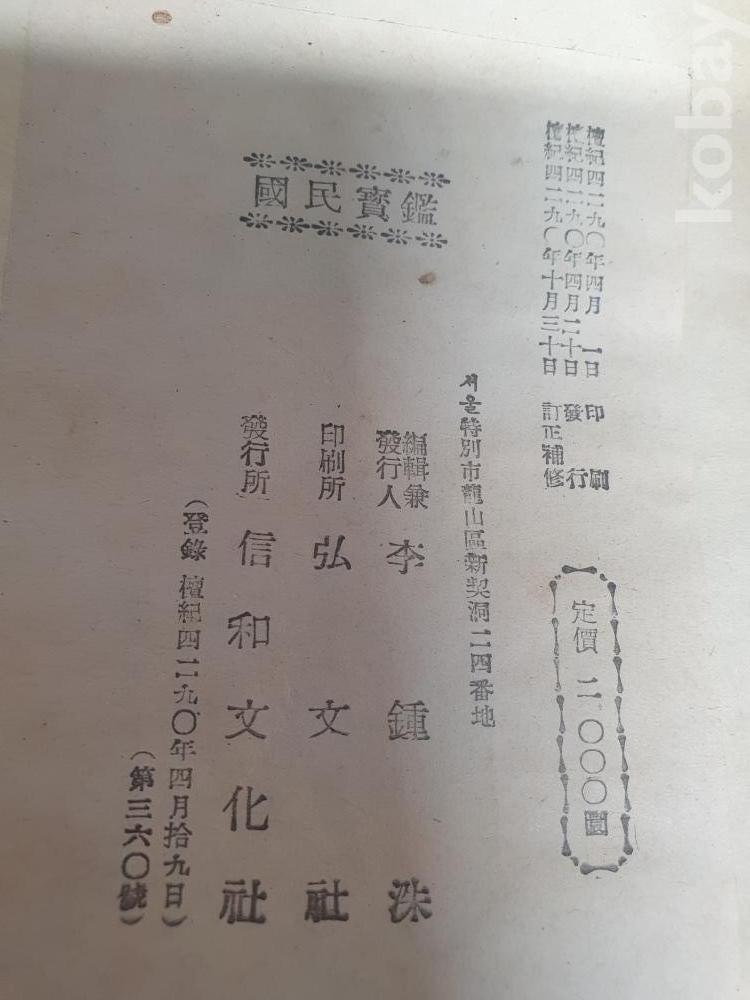 國民寶鑑
檀紀四二九〇年四月 一日 印刷
檀紀四二九〇年四月二十日 發行
檀紀四二九〇年十月三十日 訂正補修
定價 二、〇〇〇圜
서울特別市龍山區新契洞二四番地
編輯兼
發行人 李鍾洙
印刷所 弘文社
發行所 信和文化社
(登錄 檀紀四二九〇年四月拾九日)
(第三六〇號)
kobay